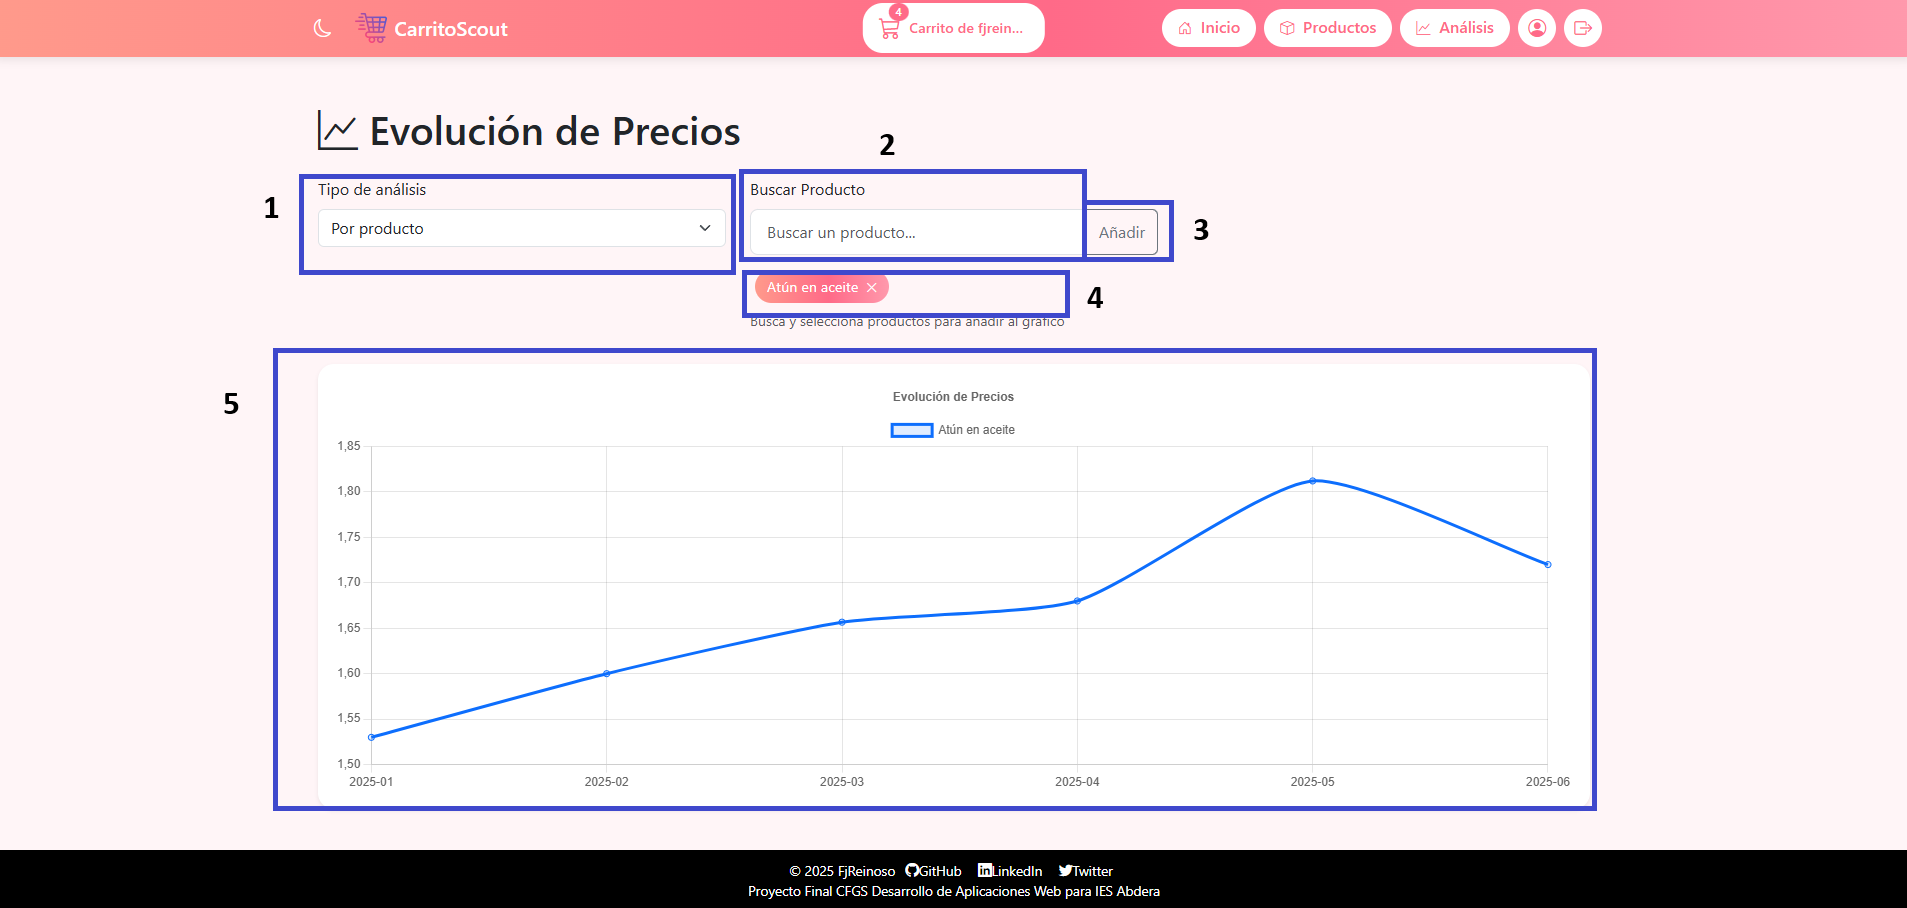 CarritoScout
4
Carrito de fjrein...
Inicio
Productos
Análisis
Evolución de Precios
2
1
Tipo de análisis
Por producto
Buscar Producto
Buscar un producto...
Añadir
3
Atún en aceite
4
Busca y selecciona productos para añadir al gráfico
5
Evolución de Precios
Atún en aceite
1,85
1,80
1,75
1,70
1,65
1,60
1,55
1,50
2025-01 2025-02 2025-03 2025-04 2025-05 2025-06
© 2025 FjReinoso GitHub LinkedIn Twitter
Proyecto Final CFGS Desarrollo de Aplicaciones Web para IES Abdera